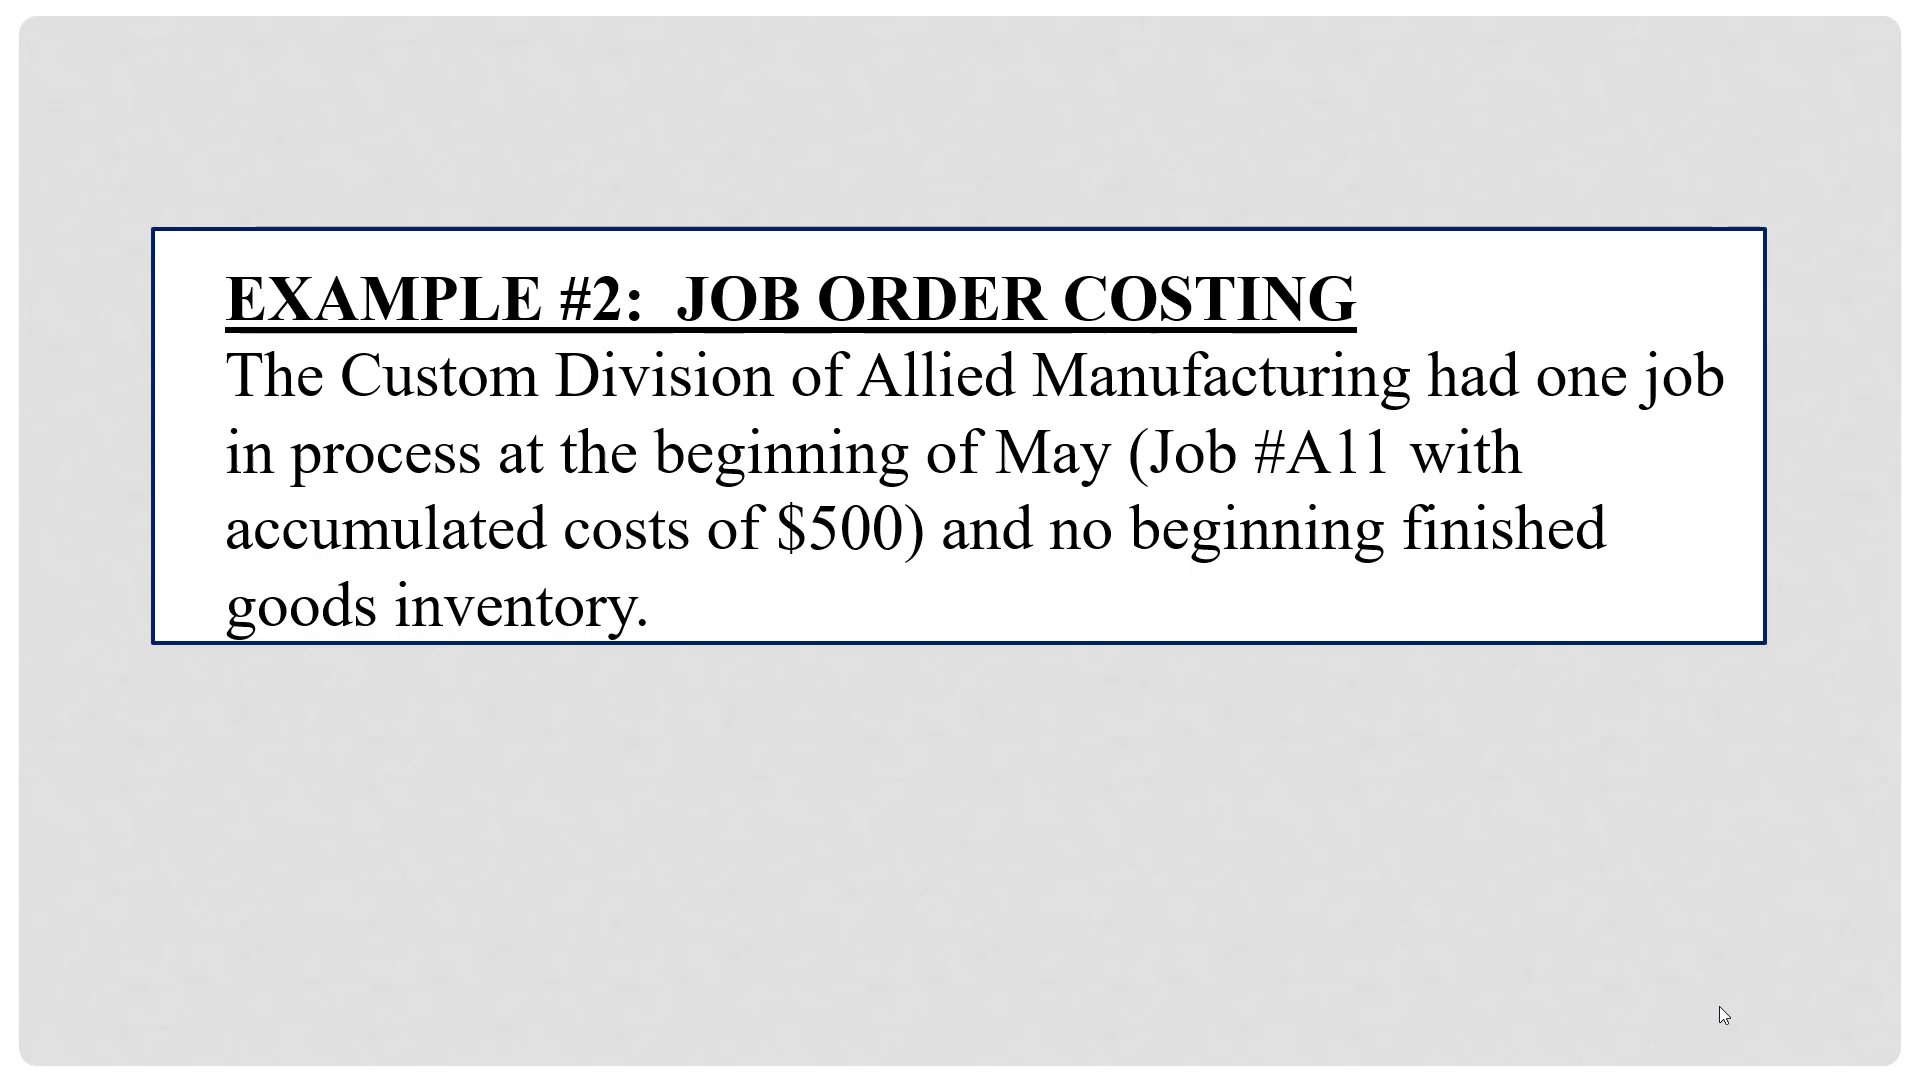 EXAMPLE #2:  JOB ORDER COSTING
The Custom Division of Allied Manufacturing had one job
in process at the beginning of May (Job #A11 with
accumulated costs of $500) and no beginning finished
goods inventory.